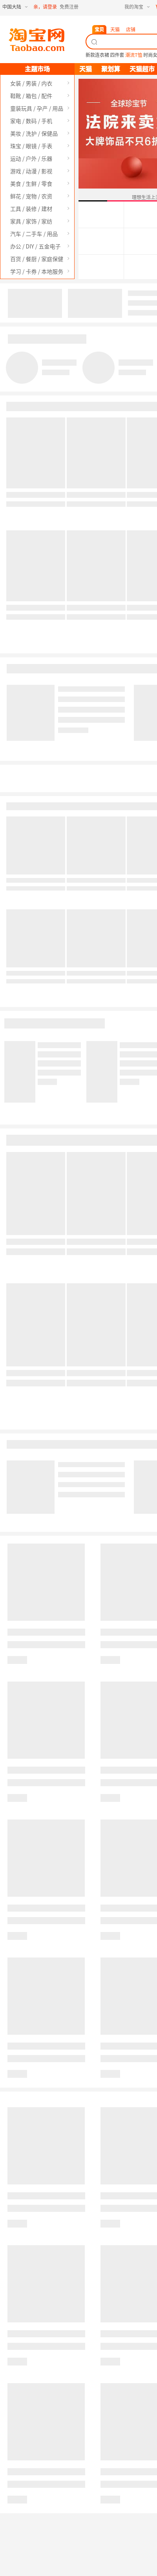 中国大陆 亲，请登录 免费注册 我的淘宝
淘宝网
Taobao.com
宝贝 天猫 店铺
新款连衣裙 四件套 潮流T恤 时尚女
主题市场 天猫 聚划算 天猫超市
女装 / 男装 / 内衣
鞋靴 / 箱包 / 配件
童装玩具 / 孕产 / 用品
家电 / 数码 / 手机
美妆 / 洗护 / 保健品
珠宝 / 眼镜 / 手表
运动 / 户外 / 乐器
游戏 / 动漫 / 影视
美食 / 生鲜 / 零食
鲜花 / 宠物 / 农资
工具 / 装修 / 建材
家具 / 家饰 / 家纺
汽车 / 二手车 / 用品
办公 / DIY / 五金电子
百货 / 餐厨 / 家庭保健
学习 / 卡券 / 本地服务
全球珍宝节
法院来卖
大牌饰品不只6折
理想生活上